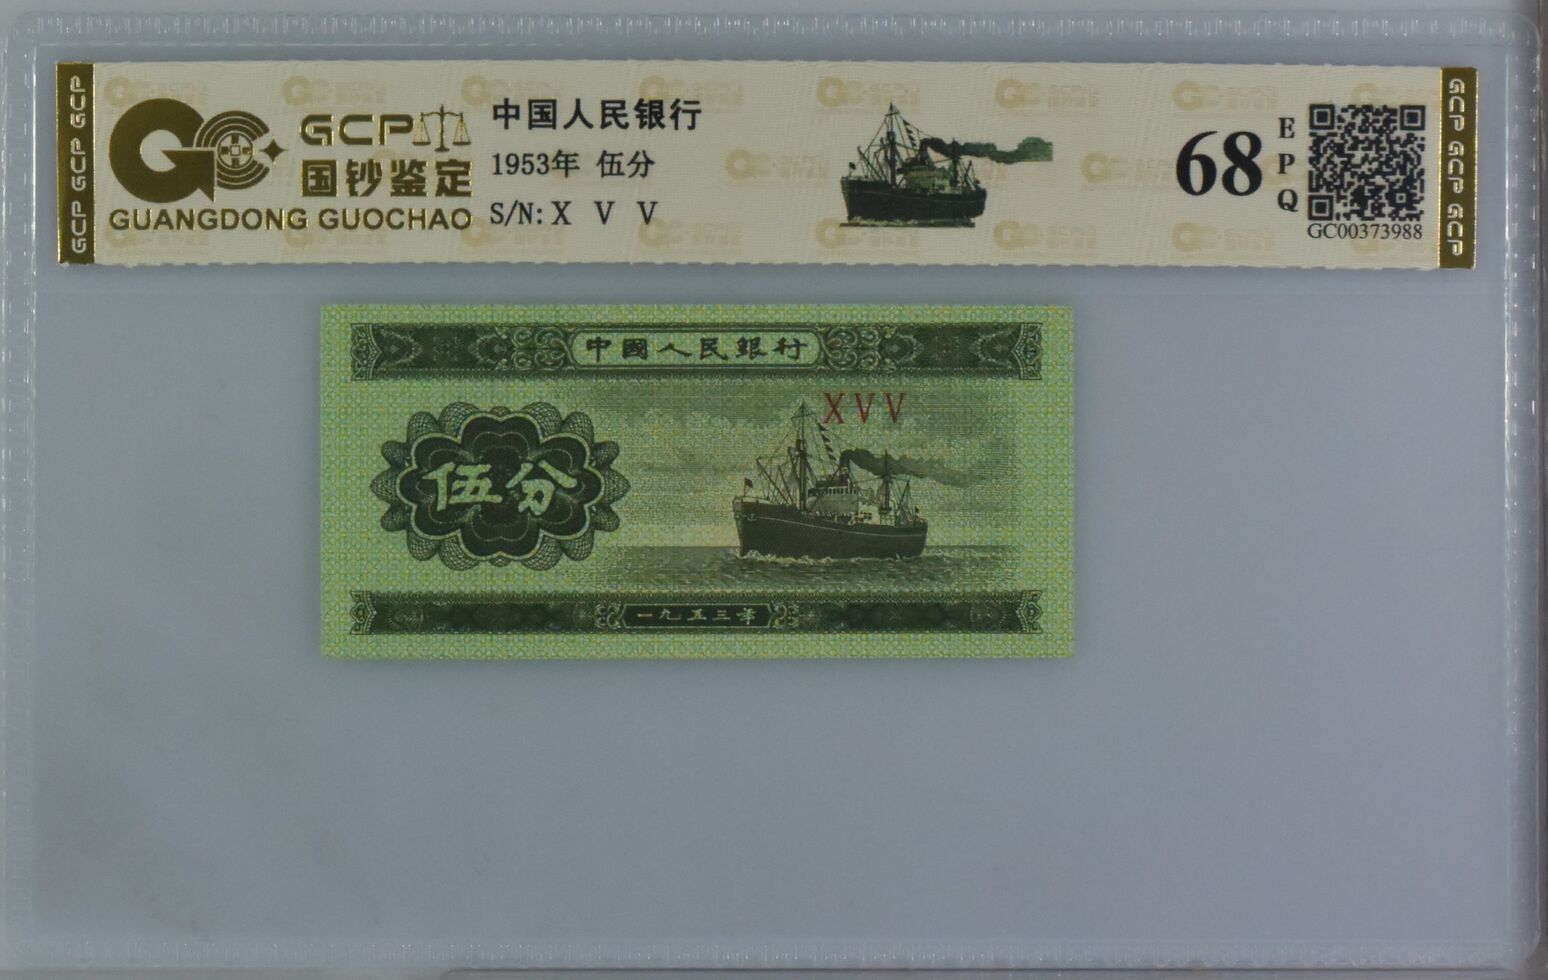 GCP GCP GCP
GCP
国钞鉴定
GUANGDONG GUOCHAO
中国人民银行
1953年 伍分
S/N: X V V
68
EPQ
GC00373988
GCP GCP GCP
中國人民銀行
XVV
伍分
一九五三年